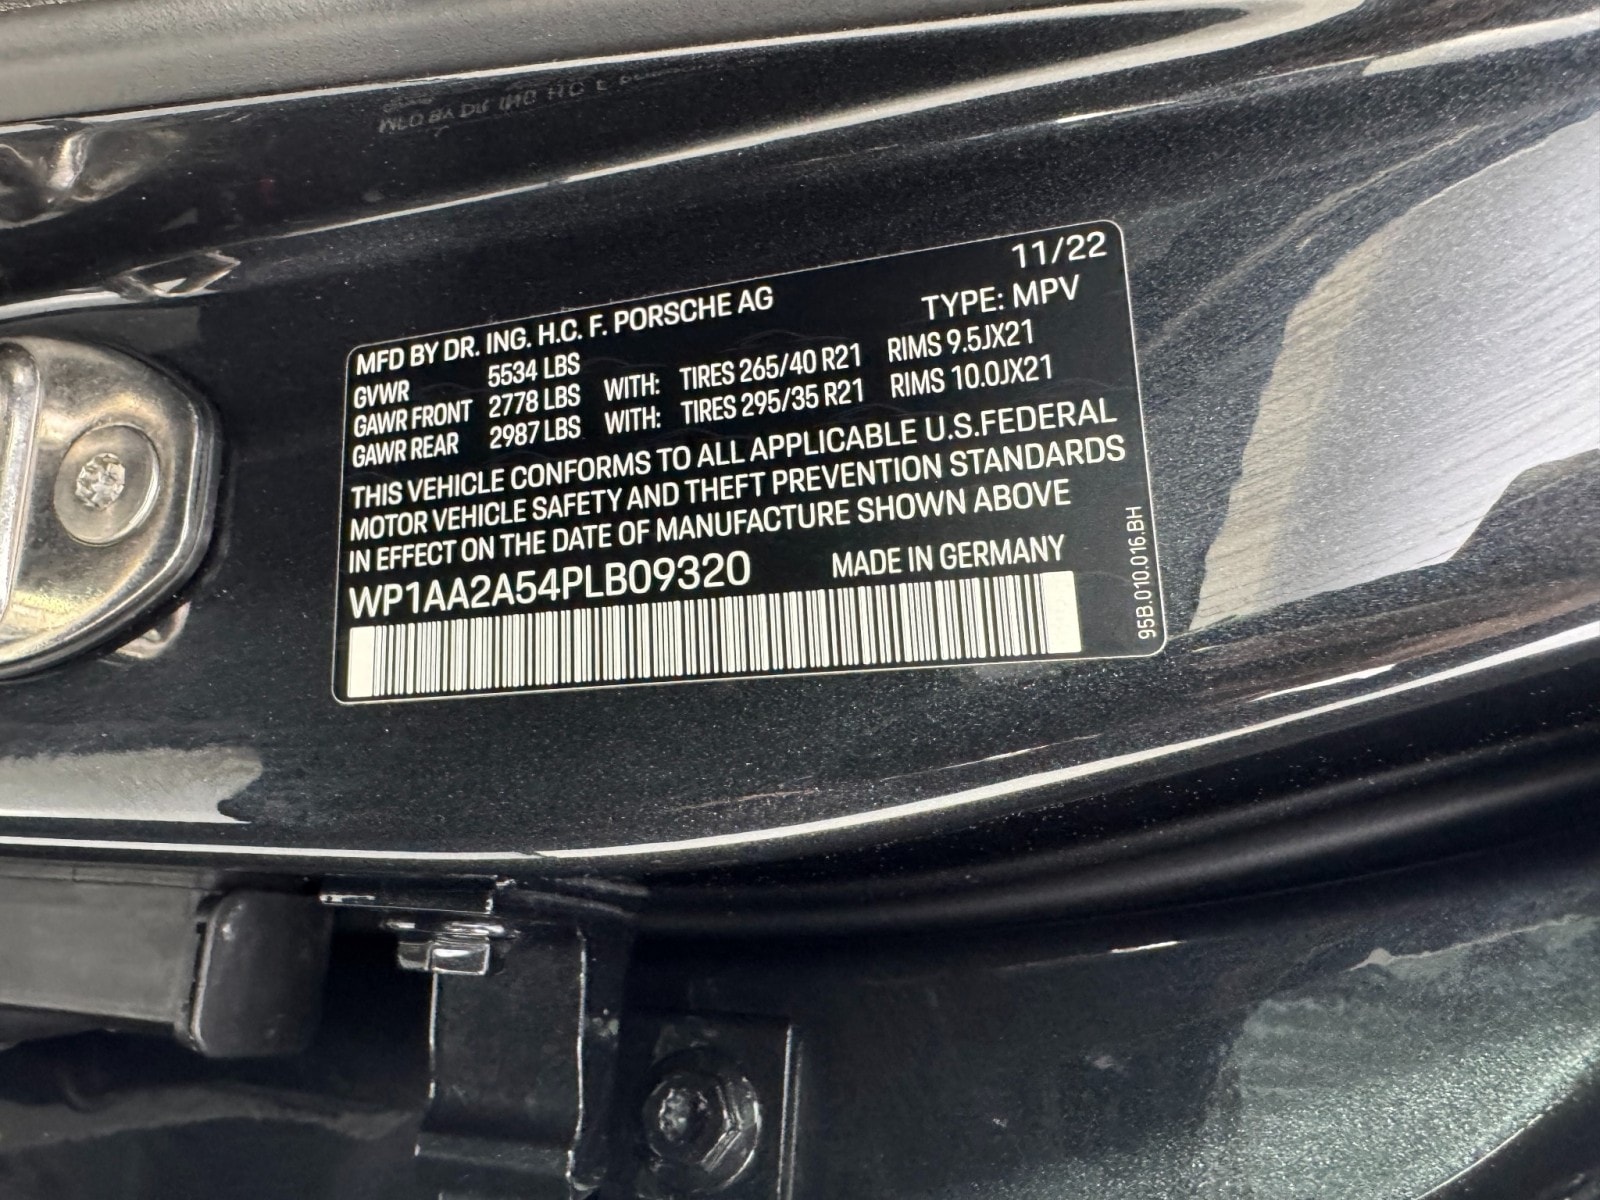 11/22
MFD BY DR. ING. H.C. F. PORSCHE AG TYPE: MPV
GVWR 5534 LBS
GAWR FRONT 2778 LBS WITH: TIRES 265/40 R21 RIMS 9.5JX21
GAWR REAR 2987 LBS WITH: TIRES 295/35 R21 RIMS 10.0JX21
THIS VEHICLE CONFORMS TO ALL APPLICABLE U.S.FEDERAL
MOTOR VEHICLE SAFETY AND THEFT PREVENTION STANDARDS
IN EFFECT ON THE DATE OF MANUFACTURE SHOWN ABOVE
WP1AA2A54PLB09320 MADE IN GERMANY
95B.010.016.BH